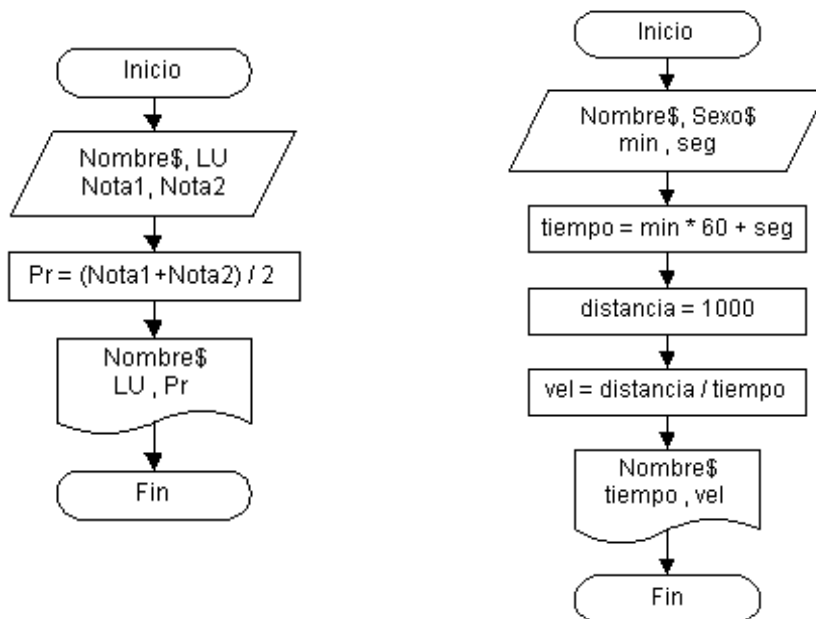 Inicio
Nombre$, LU
Nota1, Nota2
Pr = (Nota1+Nota2) / 2
Nombre$
LU , Pr
Fin
Inicio
Nombre$, Sexo$
min , seg
tiempo = min * 60 + seg
distancia = 1000
vel = distancia / tiempo
Nombre$
tiempo , vel
Fin